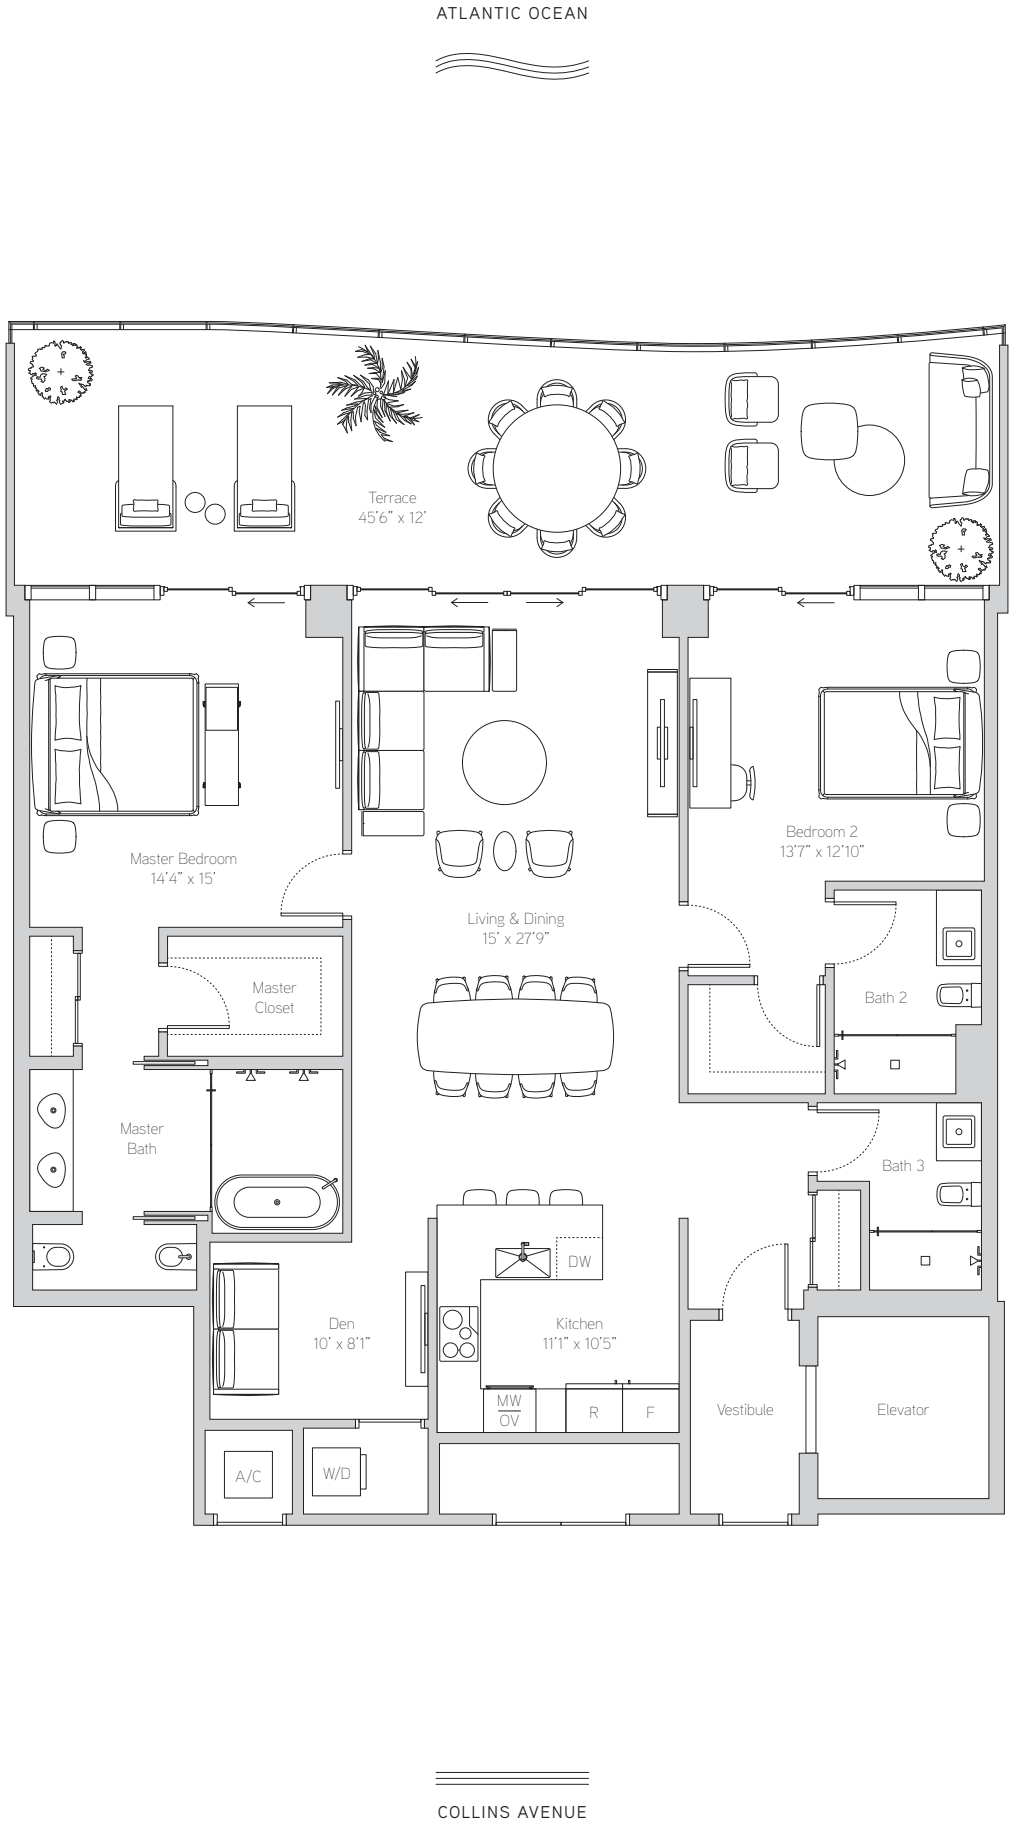 ATLANTIC OCEAN
Terrace
45'6" x 12'
Master Bedroom
14'4" x 15'
Bedroom 2
13'7" x 12'10"
Living & Dining
15' x 27'9"
Master
Closet
Bath 2
Master
Bath
Bath 3
DW
Den
10' x 8'1"
Kitchen
11'1" x 10'5"
MW
OV
R
F
Vestibule
Elevator
A/C
W/D
COLLINS AVENUE